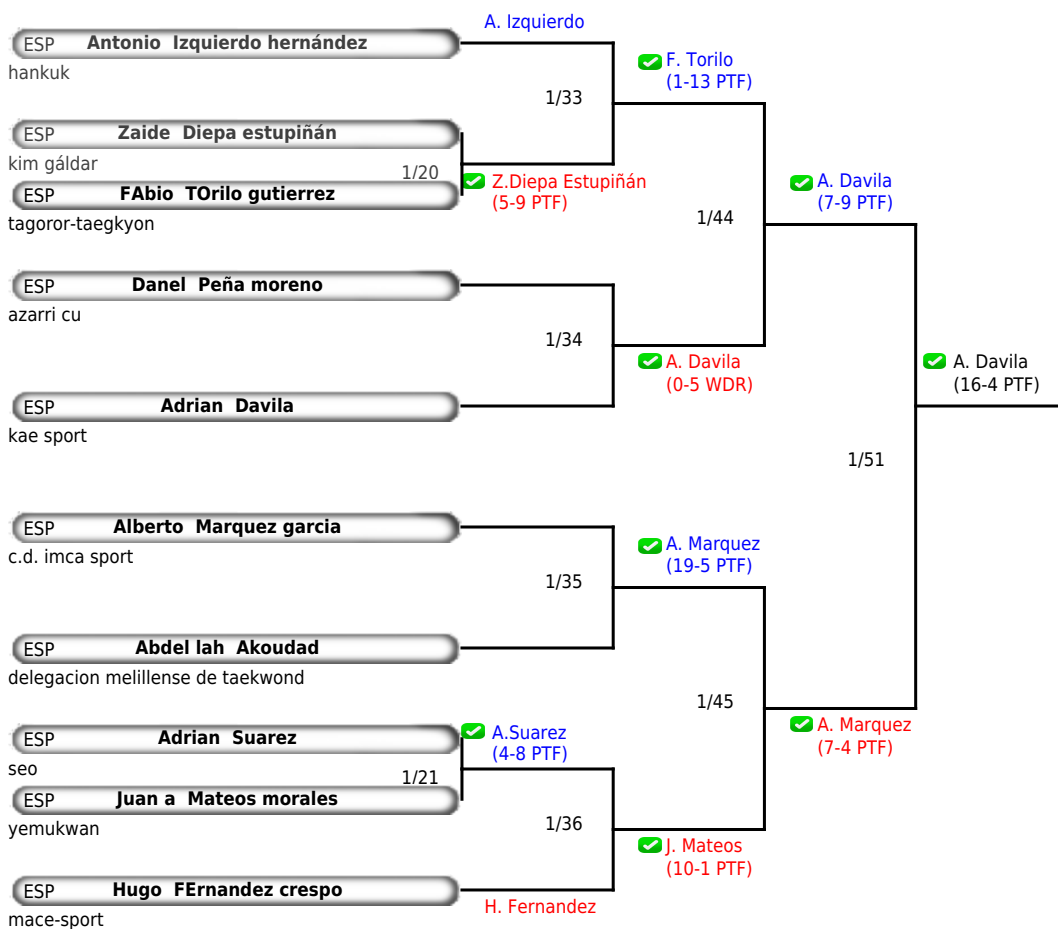 A. Izquierdo
ESP Antonio Izquierdo hernández
hankuk
F. Torilo
(1-13 PTF)
1/33
ESP Zaide Diepa estupiñán
kim gáldar
1/20
Z.Diepa Estupiñán
(5-9 PTF)
ESP FAbio TOrilo gutierrez
tagoror-taegkyon
A. Davila
(7-9 PTF)
1/44
ESP Danel Peña moreno
azarri cu
1/34
A. Davila
(0-5 WDR)
A. Davila
(16-4 PTF)
ESP Adrian Davila
kae sport
1/51
ESP Alberto Marquez garcia
c.d. imca sport
A. Marquez
(19-5 PTF)
1/35
ESP Abdel lah Akoudad
delegacion melillense de taekwond
1/45
A. Marquez
(7-4 PTF)
ESP Adrian Suarez
seo
A.Suarez
(4-8 PTF)
1/21
ESP Juan a Mateos morales
yemukwan
1/36
J. Mateos
(10-1 PTF)
ESP Hugo FErnandez crespo
mace-sport
H. Fernandez